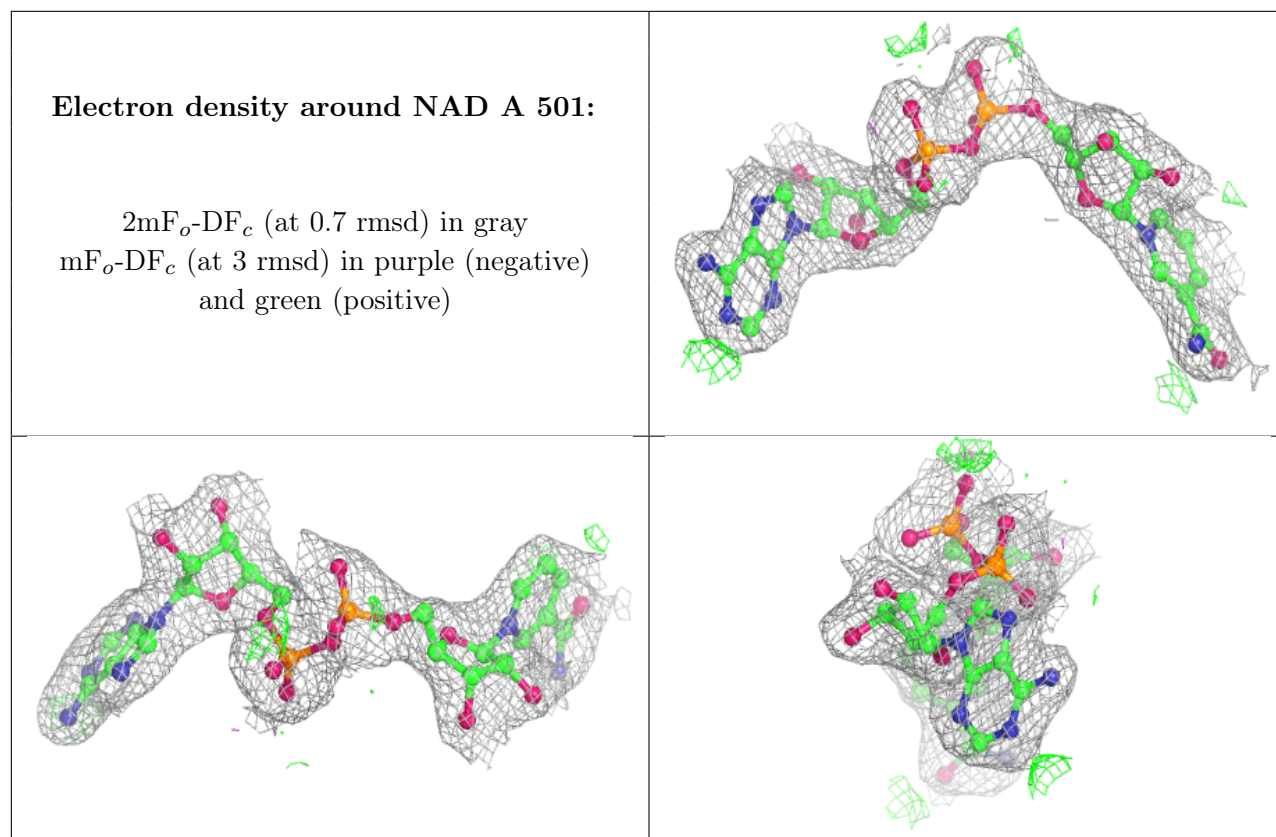 Electron density around NAD A 501:
2mFo-DFc (at 0.7 rmsd) in gray
mFo-DFc (at 3 rmsd) in purple (negative)
and green (positive)